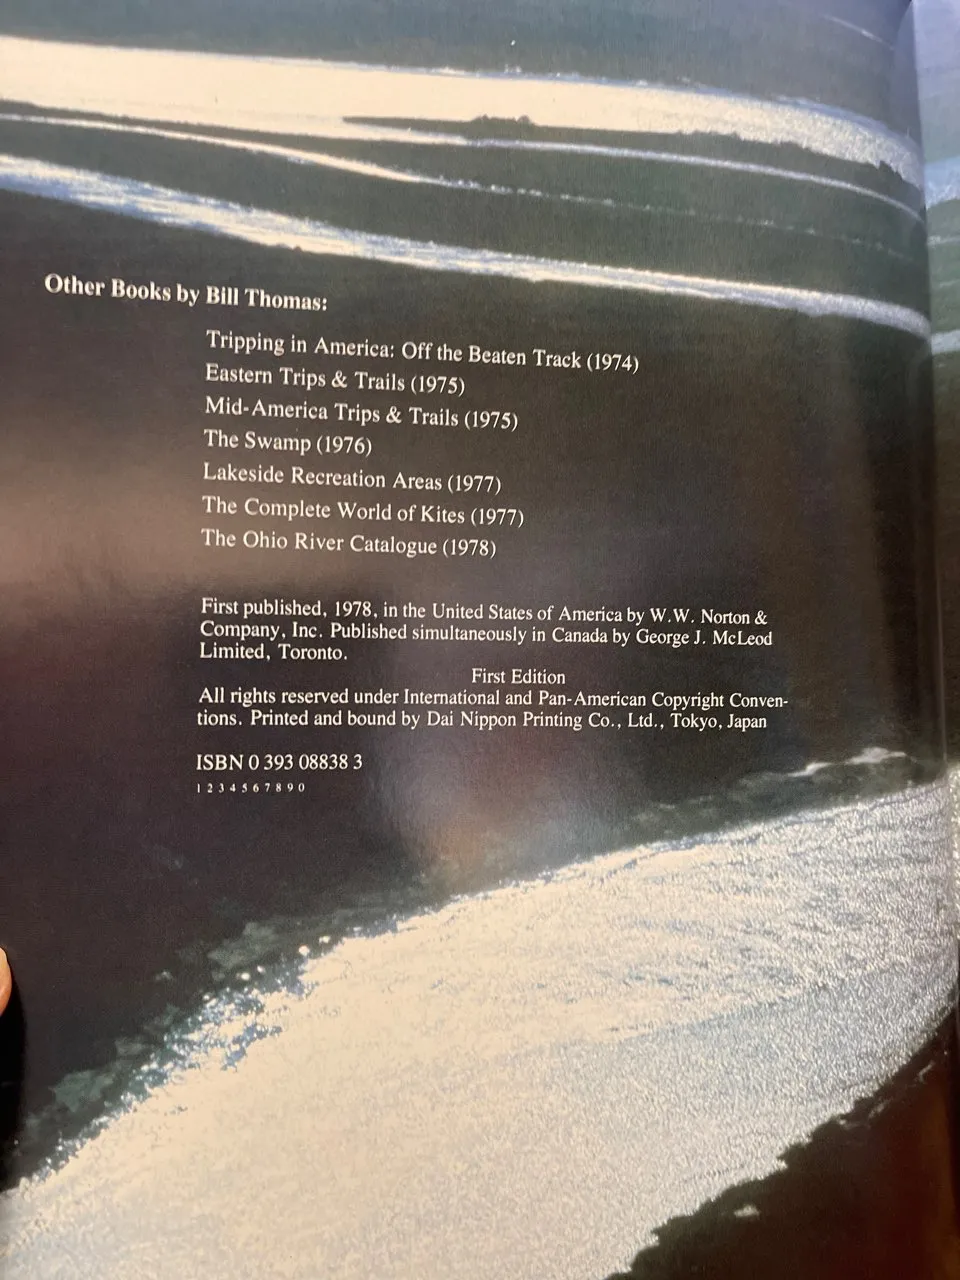 Other Books by Bill Thomas:
Tripping in America: Off the Beaten Track (1974)
Eastern Trips & Trails (1975)
Mid-America Trips & Trails (1975)
The Swamp (1976)
Lakeside Recreation Areas (1977)
The Complete World of Kites (1977)
The Ohio River Catalogue (1978)
First published, 1978, in the United States of America by W.W. Norton &
Company, Inc. Published simultaneously in Canada by George J. McLeod
Limited, Toronto.
First Edition
All rights reserved under International and Pan-American Copyright Conven-
tions. Printed and bound by Dai Nippon Printing Co., Ltd., Tokyo, Japan
ISBN 0 393 08838 3
1 2 3 4 5 6 7 8 9 0